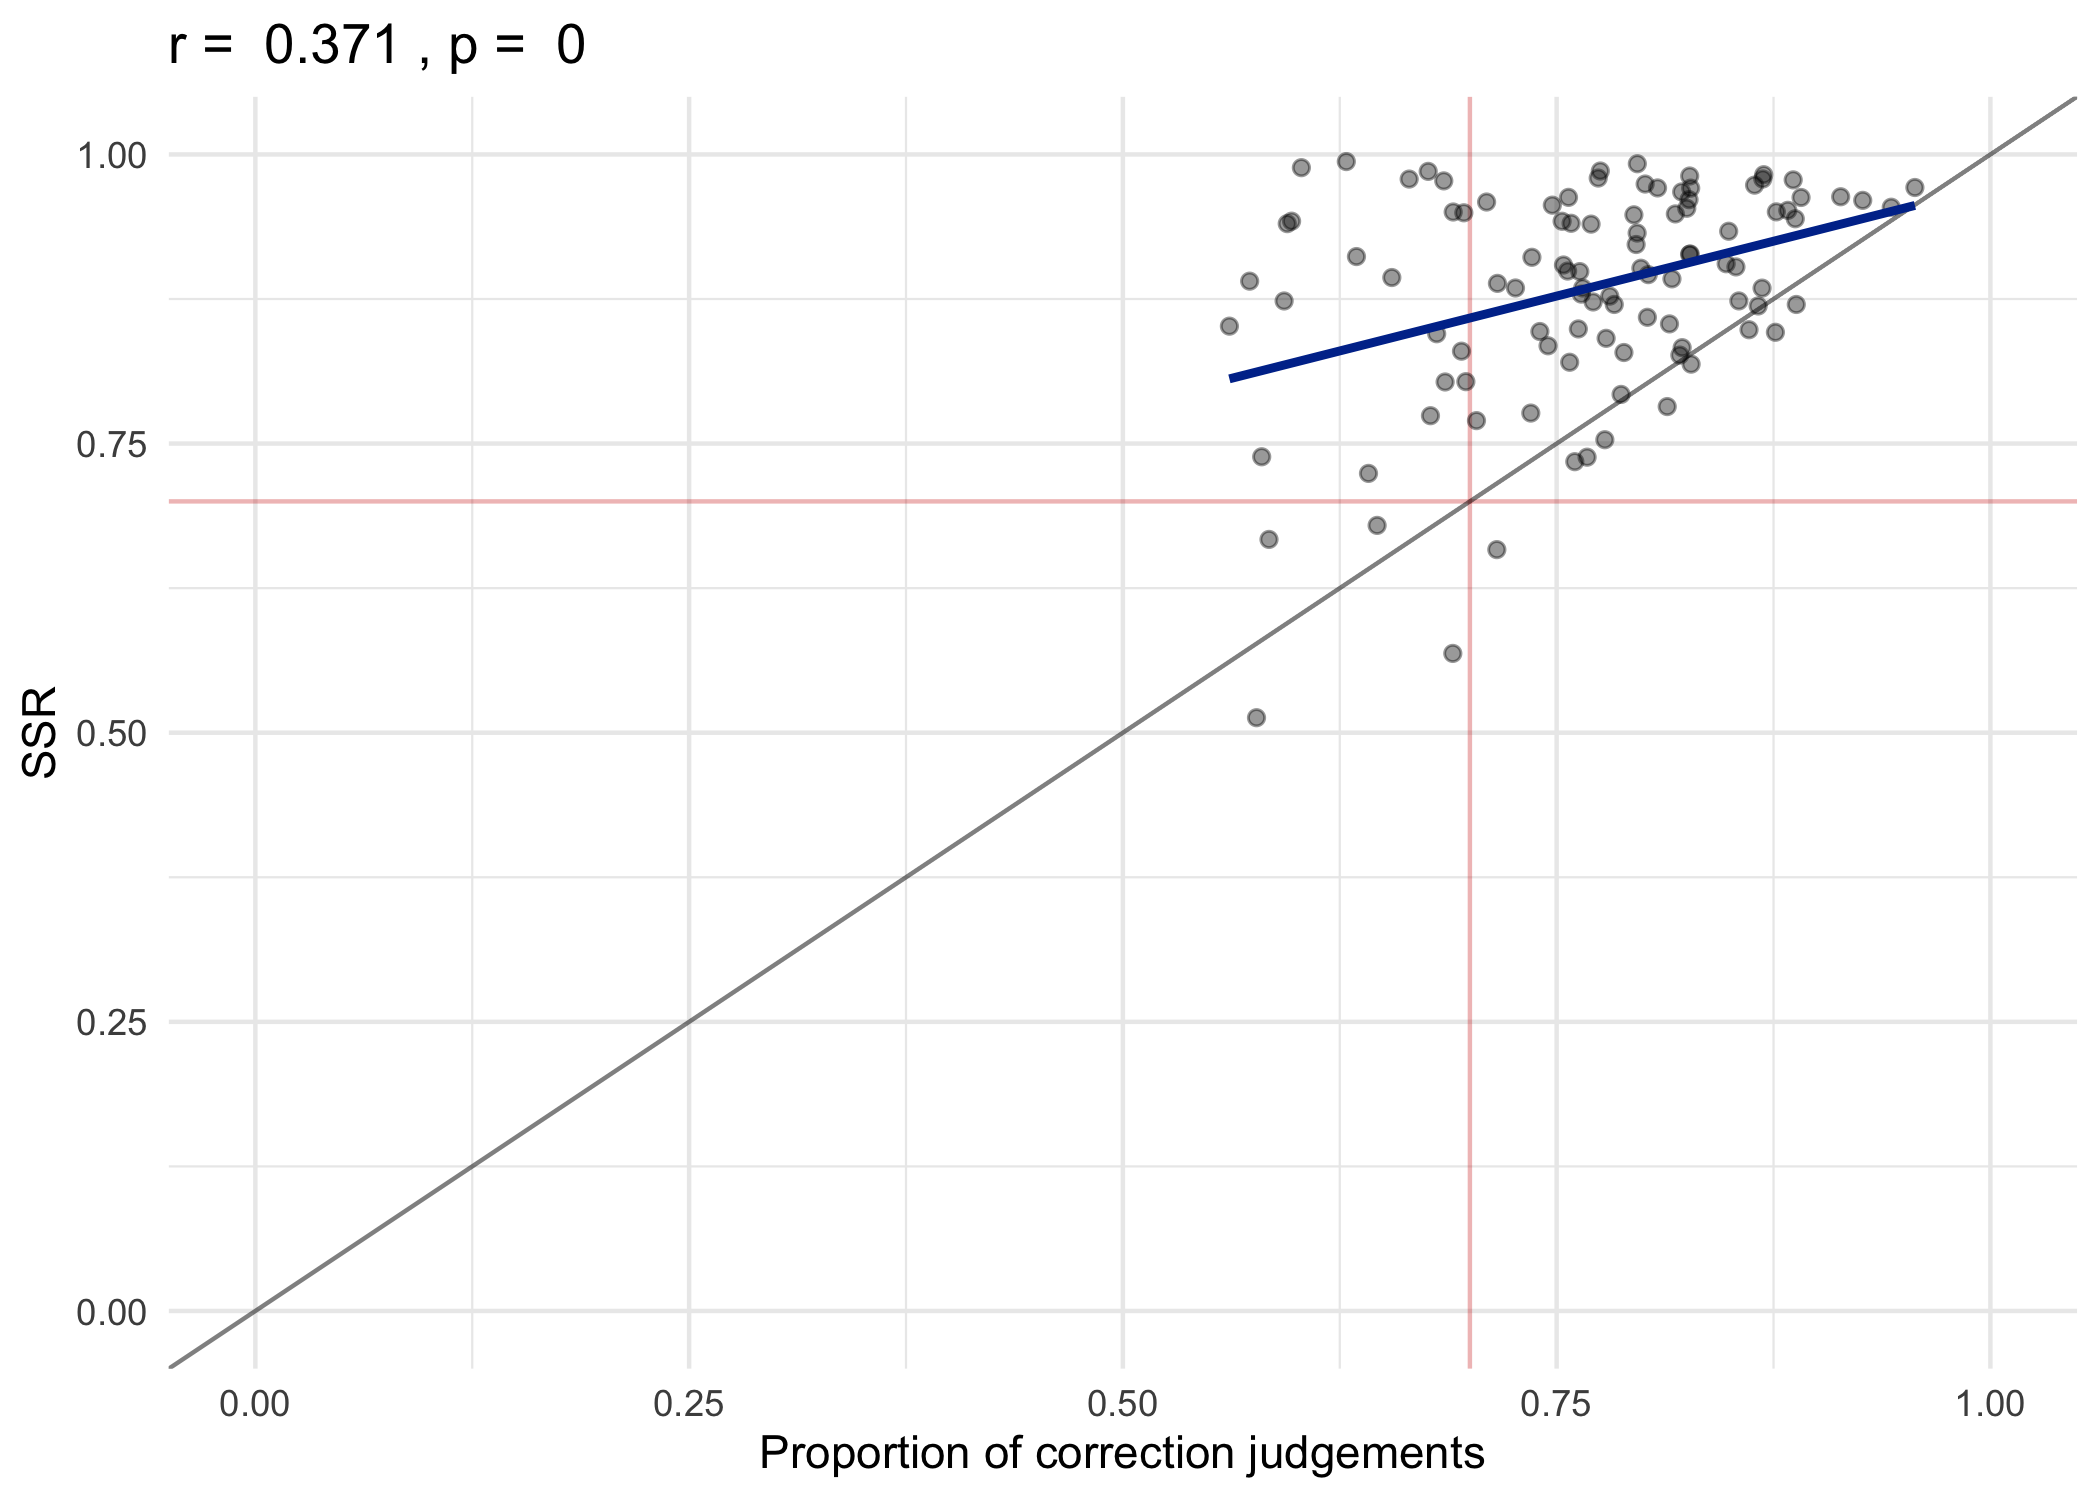 r =  0.371 , p =  0
1.00
0.75
0.50
0.25
0.00
SSR
0.00 0.25 0.50 0.75 1.00
Proportion of correction judgements